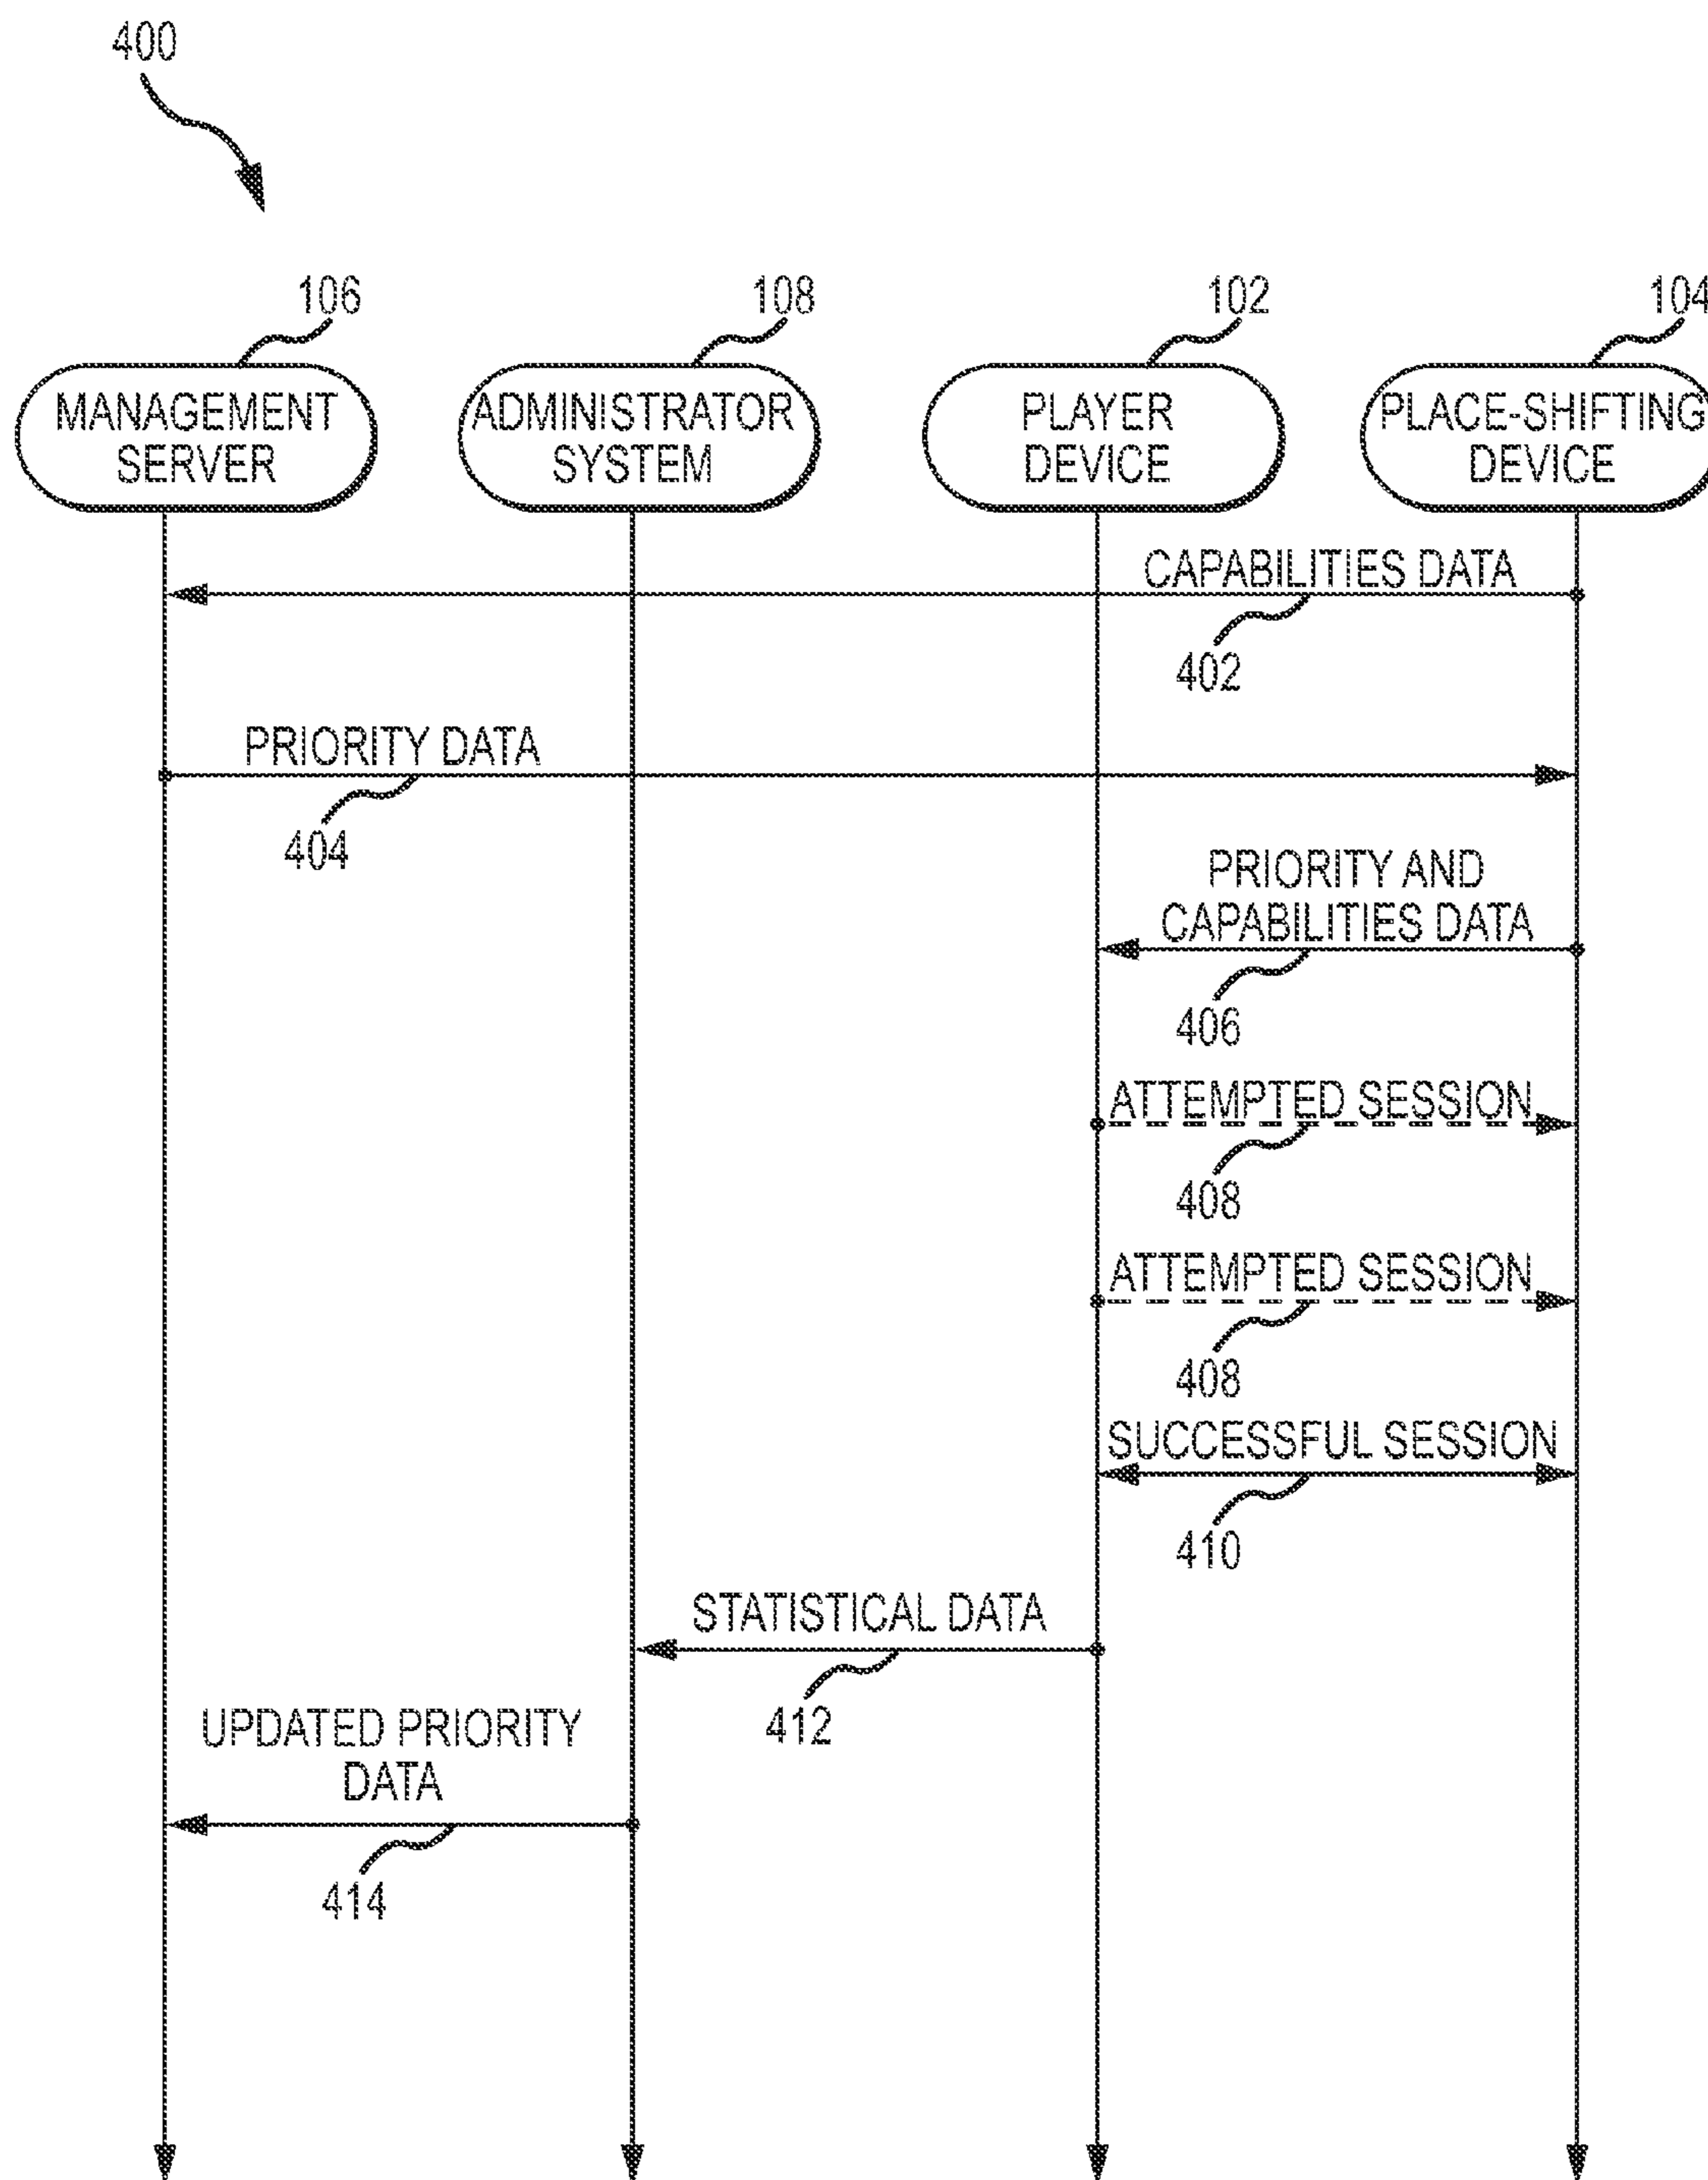 400
106
108
102
104
MANAGEMENT
SERVER
ADMINISTRATOR
SYSTEM
PLAYER
DEVICE
PLACE-SHIFTING
DEVICE
CAPABILITIES DATA
402
PRIORITY DATA
404
PRIORITY AND
CAPABILITIES DATA
406
ATTEMPTED SESSION
408
ATTEMPTED SESSION
408
SUCCESSFUL SESSION
410
STATISTICAL DATA
412
UPDATED PRIORITY
DATA
414